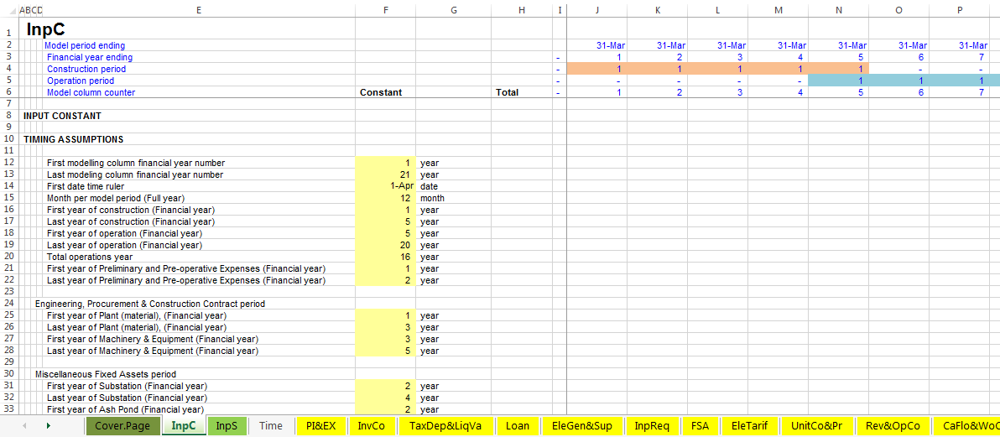 ABCD E F G H I J K L M N O P
1 InpC
2 Model period ending 31-Mar 31-Mar 31-Mar 31-Mar 31-Mar 31-Mar 31-Mar
3 Financial year ending - 1 2 3 4 5 6 7
4 Construction period - 1 1 1 1 1 - -
5 Operation period - - - - - 1 1 1
6 Model column counter Constant Total - 1 2 3 4 5 6 7
7
8 INPUT CONSTANT
9
10 TIMING ASSUMPTIONS
11
12 First modelling column financial year number 1 year
13 Last modeling column financial year number 21 year
14 First date time ruler 1-Apr date
15 Month per model period (Full year) 12 month
16 First year of construction (Financial year) 1 year
17 Last year of construction (Financial year) 5 year
18 First year of operation (Financial year) 5 year
19 Last year of operation (Financial year) 20 year
20 Total operations year 16 year
21 First year of Preliminary and Pre-operative Expenses (Financial year) 1 year
22 Last year of Preliminary and Pre-operative Expenses (Financial year) 2 year
23
24 Engineering, Procurement & Construction Contract period
25 First year of Plant (material), (Financial year) 1 year
26 Last year of Plant (material), (Financial year) 3 year
27 First year of Machinery & Equipment (Financial year) 3 year
28 Last year of Machinery & Equipment (Financial year) 5 year
29
30 Miscellaneous Fixed Assets period
31 First year of Substation (Financial year) 2 year
32 Last year of Substation (Financial year) 4 year
33 First year of Ash Pond (Financial year) 2 year
Cover.Page InpC InpS Time PI&EX InvCo TaxDep&LiqVa Loan EleGen&Sup InpReq FSA EleTarif UnitCo&Pr Rev&OpCo CaFlo&WoC